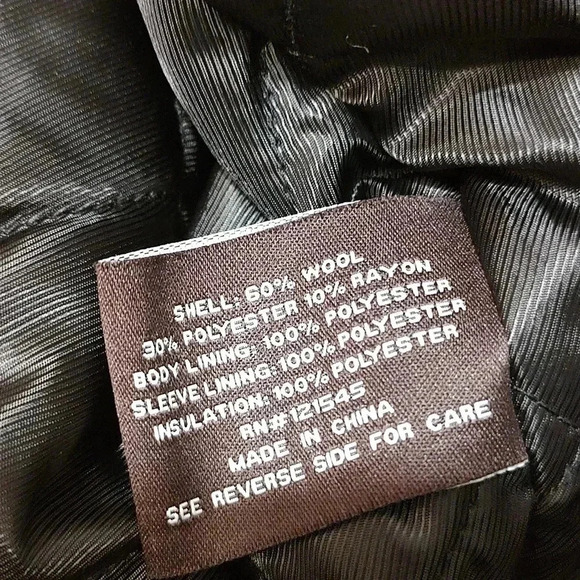 SHELL: 60% WOOL
30% POLYESTER 10% RAYON
BODY LINING: 100% POLYESTER
SLEEVE LINING: 100% POLYESTER
INSULATION: 100% POLYESTER
RN# 121545
MADE IN CHINA
SEE REVERSE SIDE FOR CARE